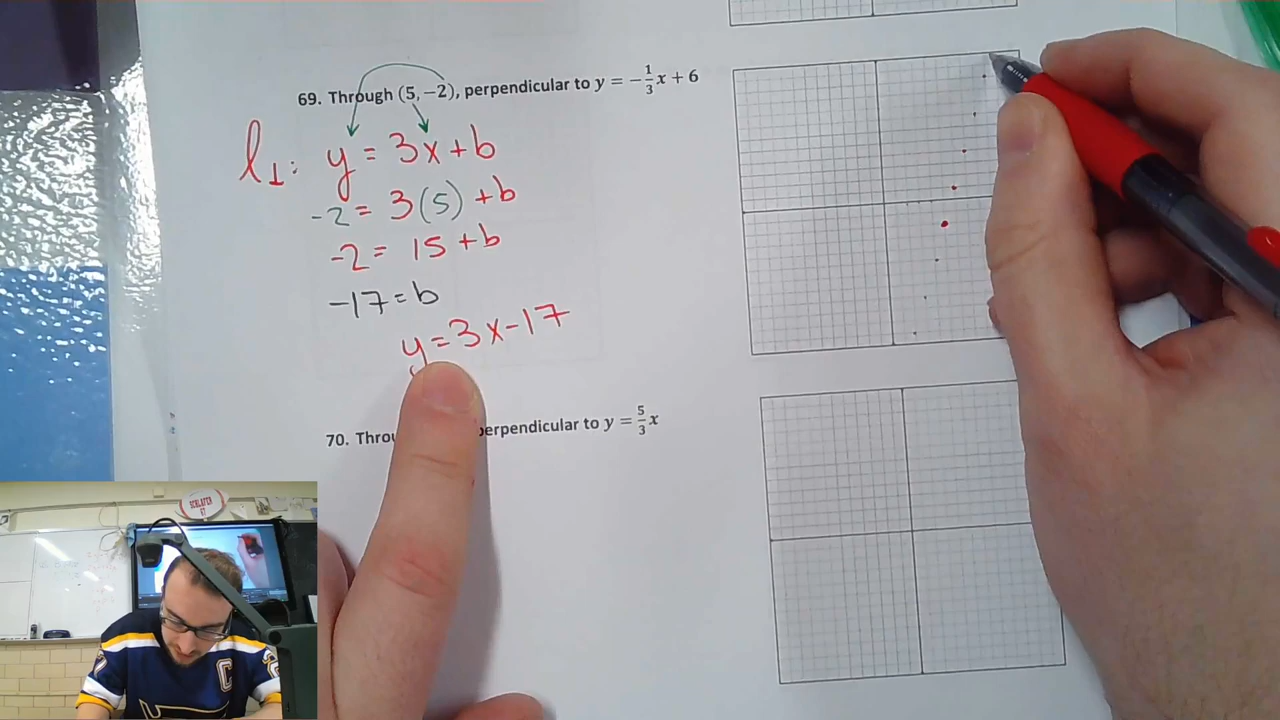 69. Through (5, −2), perpendicular to y = −1/3x + 6
l⊥: y = 3x + b
-2 = 3(5) + b
-2 = 15 + b
-17 = b
y = 3x - 17
70. Throu perpendicular to y = 5/3x
SCHLATER
C